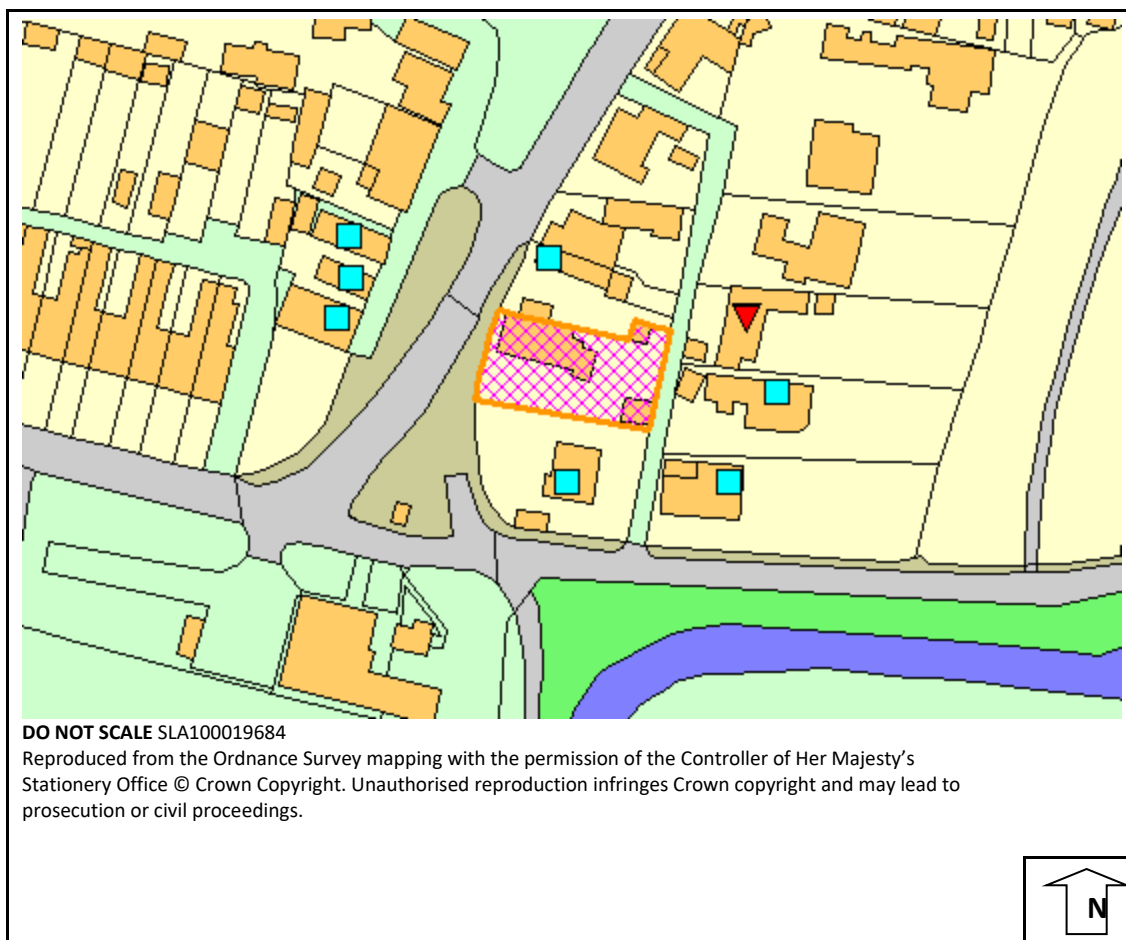 DO NOT SCALE SLA100019684
Reproduced from the Ordnance Survey mapping with the permission of the Controller of Her Majesty’s
Stationery Office © Crown Copyright. Unauthorised reproduction infringes Crown copyright and may lead to
prosecution or civil proceedings.
N